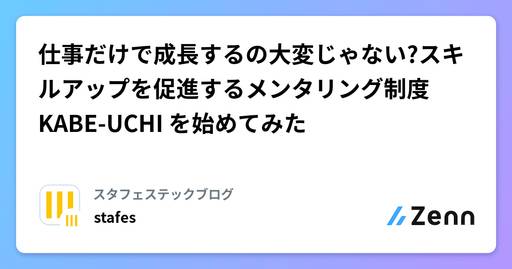 仕事だけで成長するの大変じゃない?スキ
ルアップを促進するメンタリング制度
KABE-UCHI を始めてみた
スタフェステックブログ
stafes
Zenn